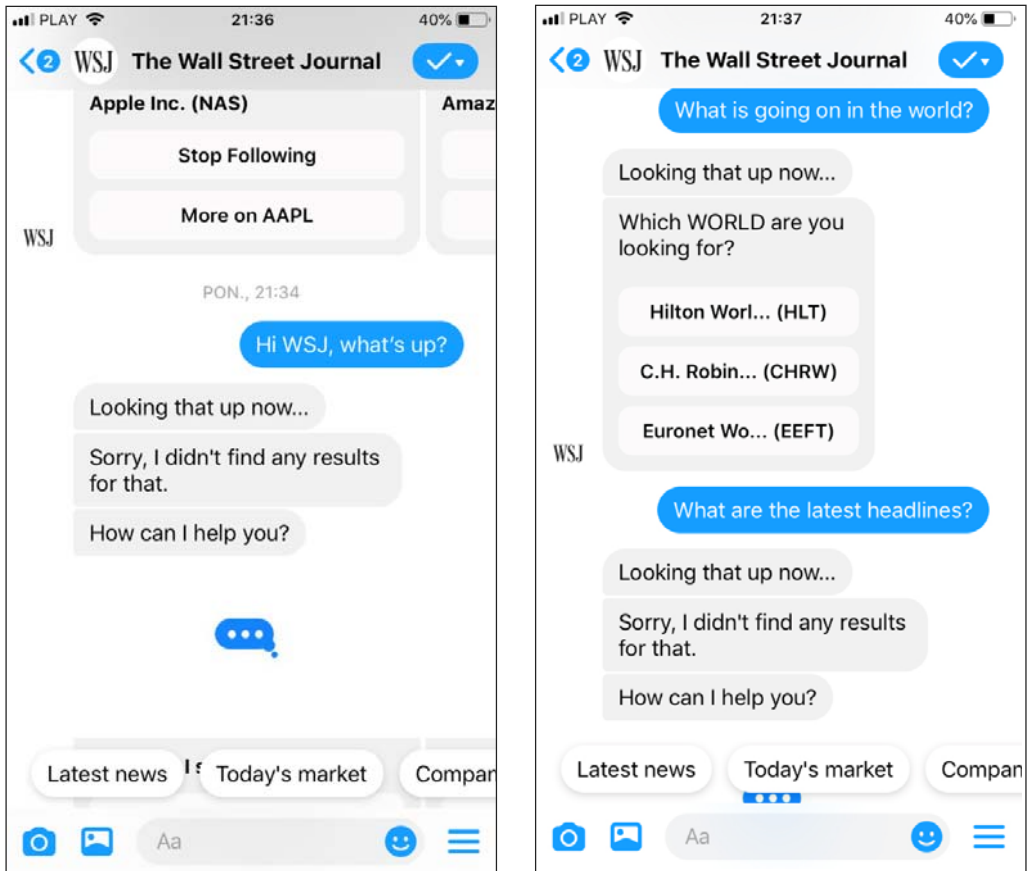 PLAY 21:36 40%
2 WSJ The Wall Street Journal
Apple Inc. (NAS) Amaz
Stop Following
More on AAPL
WSJ
PON., 21:34
Hi WSJ, what's up?
Looking that up now...
Sorry, I didn't find any results
for that.
How can I help you?
Latest news Today's market Compan
Aa
PLAY 21:37 40%
2 WSJ The Wall Street Journal
What is going on in the world?
Looking that up now...
Which WORLD are you
looking for?
Hilton Worl... (HLT)
C.H. Robin... (CHRW)
Euronet Wo... (EEFT)
WSJ
What are the latest headlines?
Looking that up now...
Sorry, I didn't find any results
for that.
How can I help you?
Latest news Today's market Compan
Aa